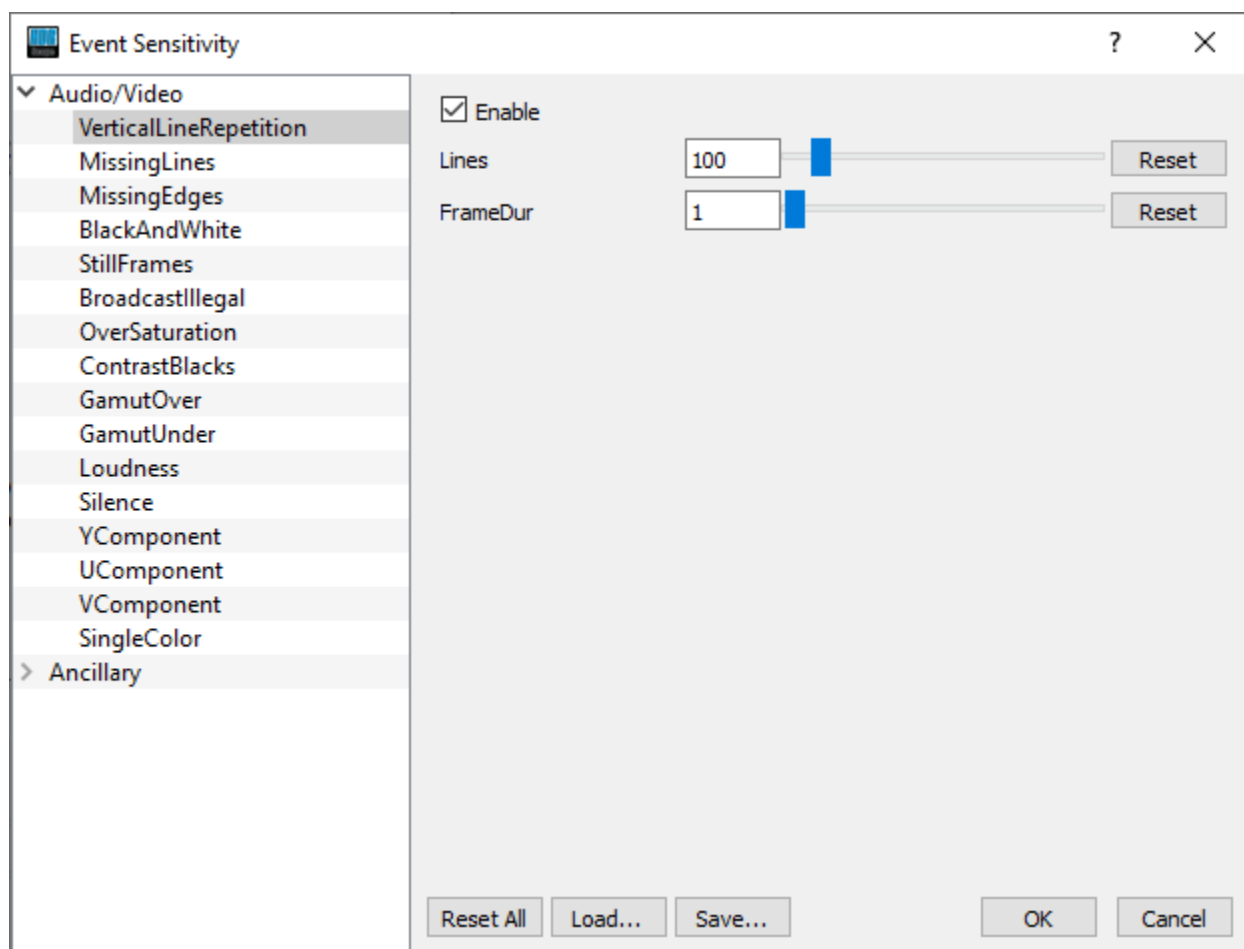 Event Sensitivity
?
Audio/Video
VerticalLineRepetition
MissingLines
MissingEdges
BlackAndWhite
StillFrames
BroadcastIllegal
OverSaturation
ContrastBlacks
GamutOver
GamutUnder
Loudness
Silence
YComponent
UComponent
VComponent
SingleColor
Ancillary
Enable
Lines 100 Reset
FrameDur 1 Reset
Reset All Load... Save... OK Cancel